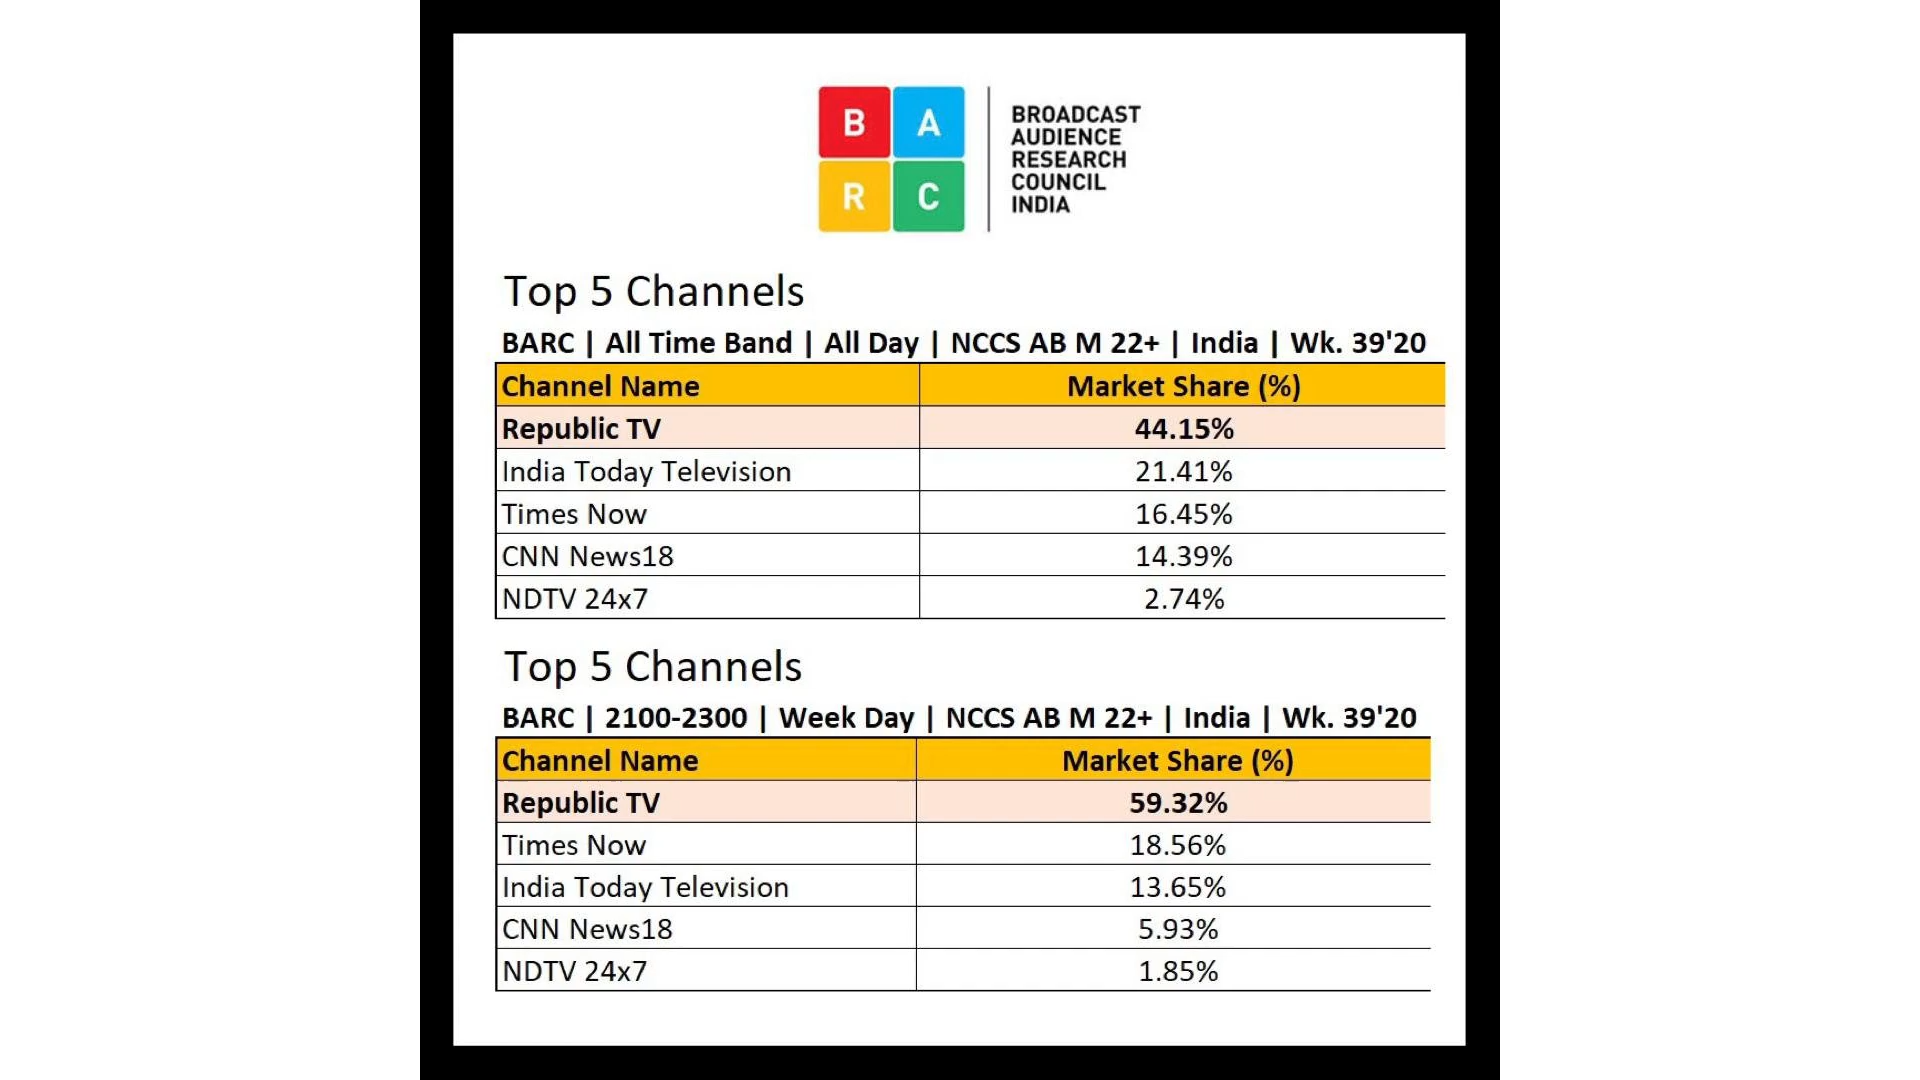 B A
R C
BROADCAST
AUDIENCE
RESEARCH
COUNCIL
INDIA
Top 5 Channels
BARC | All Time Band | All Day | NCCS AB M 22+ | India | Wk. 39'20
Channel Name Market Share (%)
Republic TV 44.15%
India Today Television 21.41%
Times Now 16.45%
CNN News18 14.39%
NDTV 24x7 2.74%
Top 5 Channels
BARC | 2100-2300 | Week Day | NCCS AB M 22+ | India | Wk. 39'20
Channel Name Market Share (%)
Republic TV 59.32%
Times Now 18.56%
India Today Television 13.65%
CNN News18 5.93%
NDTV 24x7 1.85%